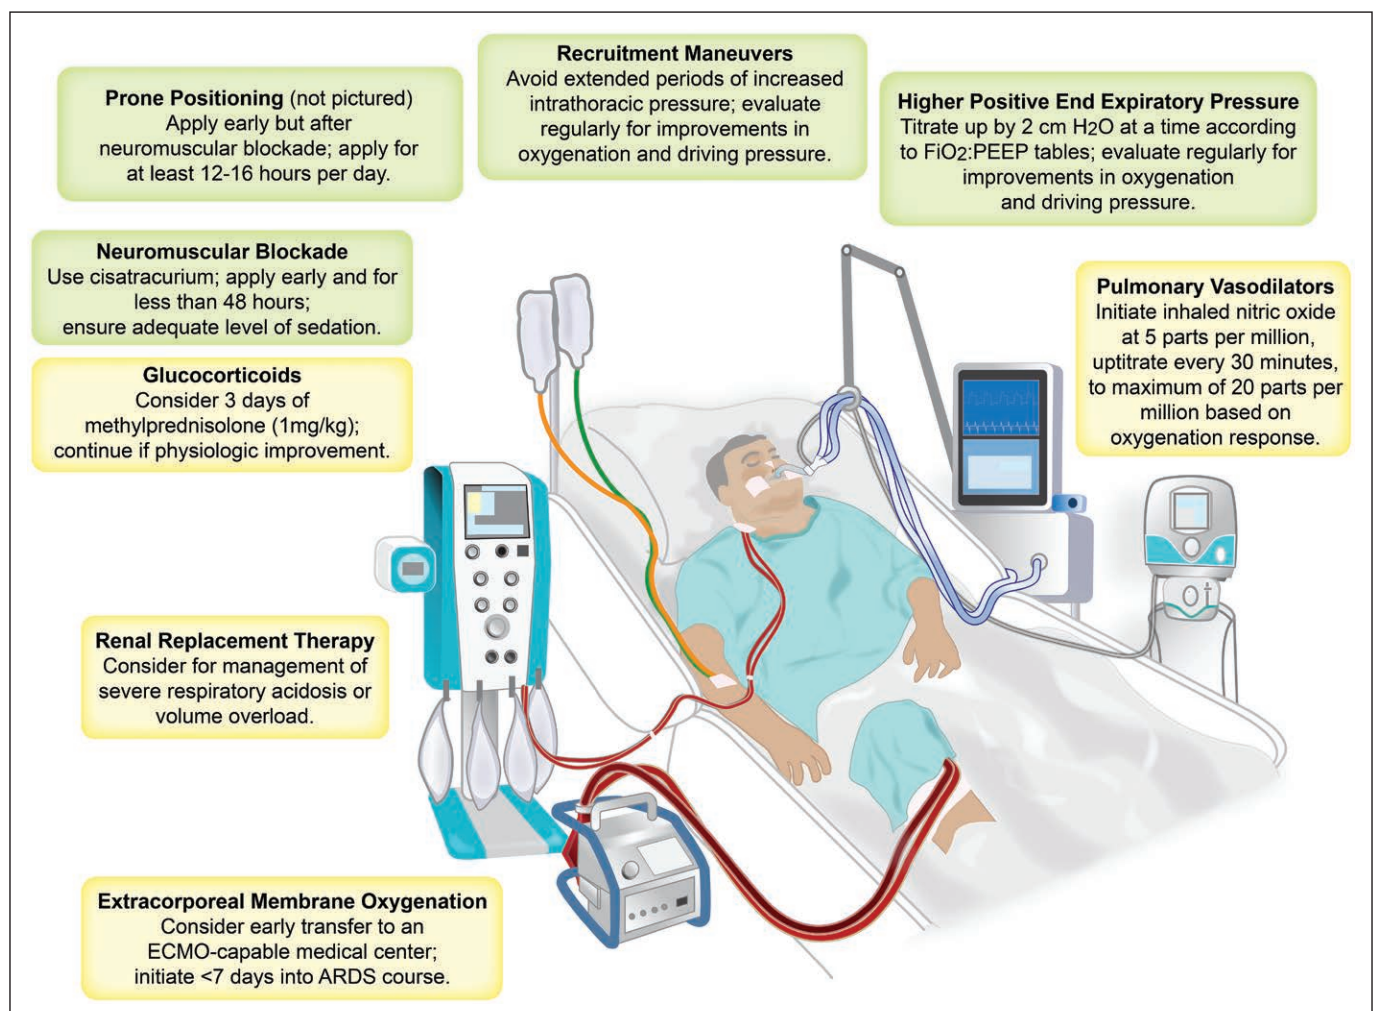 Recruitment Maneuvers
Avoid extended periods of increased
intrathoracic pressure; evaluate
regularly for improvements in
oxygenation and driving pressure.
Prone Positioning (not pictured)
Apply early but after
neuromuscular blockade; apply for
at least 12-16 hours per day.
Higher Positive End Expiratory Pressure
Titrate up by 2 cm H2O at a time according
to FiO2:PEEP tables; evaluate regularly for
improvements in oxygenation
and driving pressure.
Neuromuscular Blockade
Use cisatracurium; apply early and for
less than 48 hours;
ensure adequate level of sedation.
Pulmonary Vasodilators
Initiate inhaled nitric oxide
at 5 parts per million,
uptitrate every 30 minutes,
to maximum of 20 parts per
million based on
oxygenation response.
Glucocorticoids
Consider 3 days of
methylprednisolone (1mg/kg);
continue if physiologic improvement.
Renal Replacement Therapy
Consider for management of
severe respiratory acidosis or
volume overload.
Extracorporeal Membrane Oxygenation
Consider early transfer to an
ECMO-capable medical center;
initiate <7 days into ARDS course.